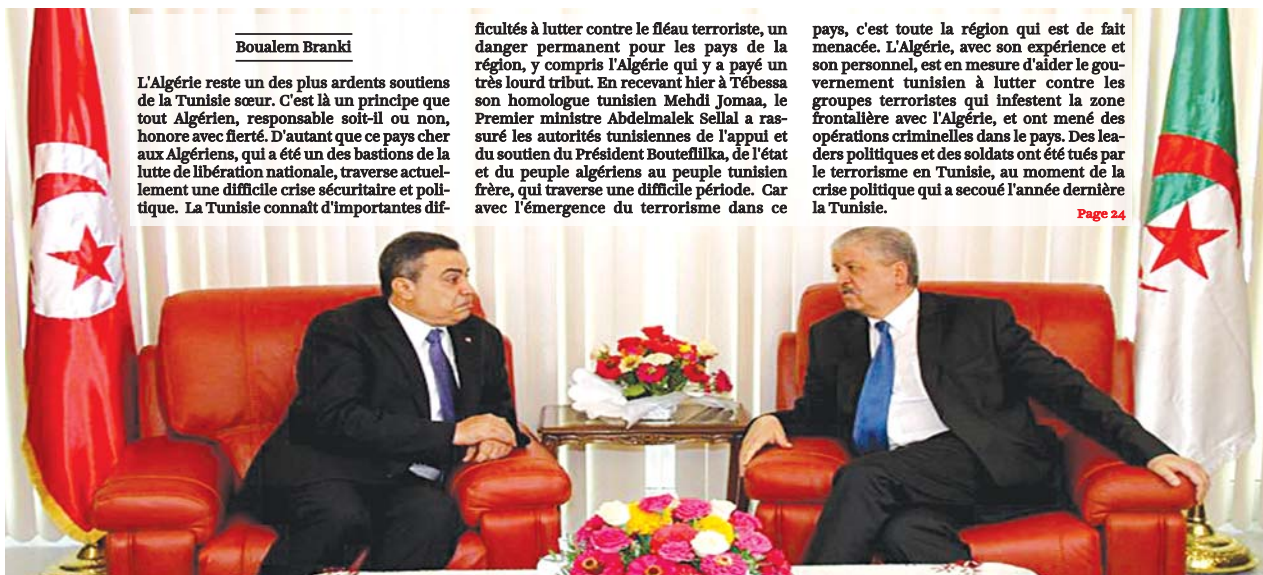 Boualem Branki
L'Algérie reste un des plus ardents soutiens
de la Tunisie sœur. C'est là un principe que
tout Algérien, responsable soit-il ou non,
honore avec fierté. D'autant que ce pays cher
aux Algériens, qui a été un des bastions de la
lutte de libération nationale, traverse actuel-
lement une difficile crise sécuritaire et poli-
tique. La Tunisie connaît d'importantes dif-
ficultés à lutter contre le fléau terroriste, un
danger permanent pour les pays de la
région, y compris l'Algérie qui y a payé un
très lourd tribut. En recevant hier à Tébessa
son homologue tunisien Mehdi Jomaa, le
Premier ministre Abdelmalek Sellal a ras-
suré les autorités tunisiennes de l'appui et
du soutien du Président Bouteflilka, de l'état
et du peuple algériens au peuple tunisien
frère, qui traverse une difficile période. Car
avec l'émergence du terrorisme dans ce
pays, c'est toute la région qui est de fait
menacée. L'Algérie, avec son expérience et
son personnel, est en mesure d'aider le gou-
vernement tunisien à lutter contre les
groupes terroristes qui infestent la zone
frontalière avec l'Algérie, et ont mené des
opérations criminelles dans le pays. Des lea-
ders politiques et des soldats ont été tués par
le terrorisme en Tunisie, au moment de la
crise politique qui a secoué l'année dernière
la Tunisie.
Page 24